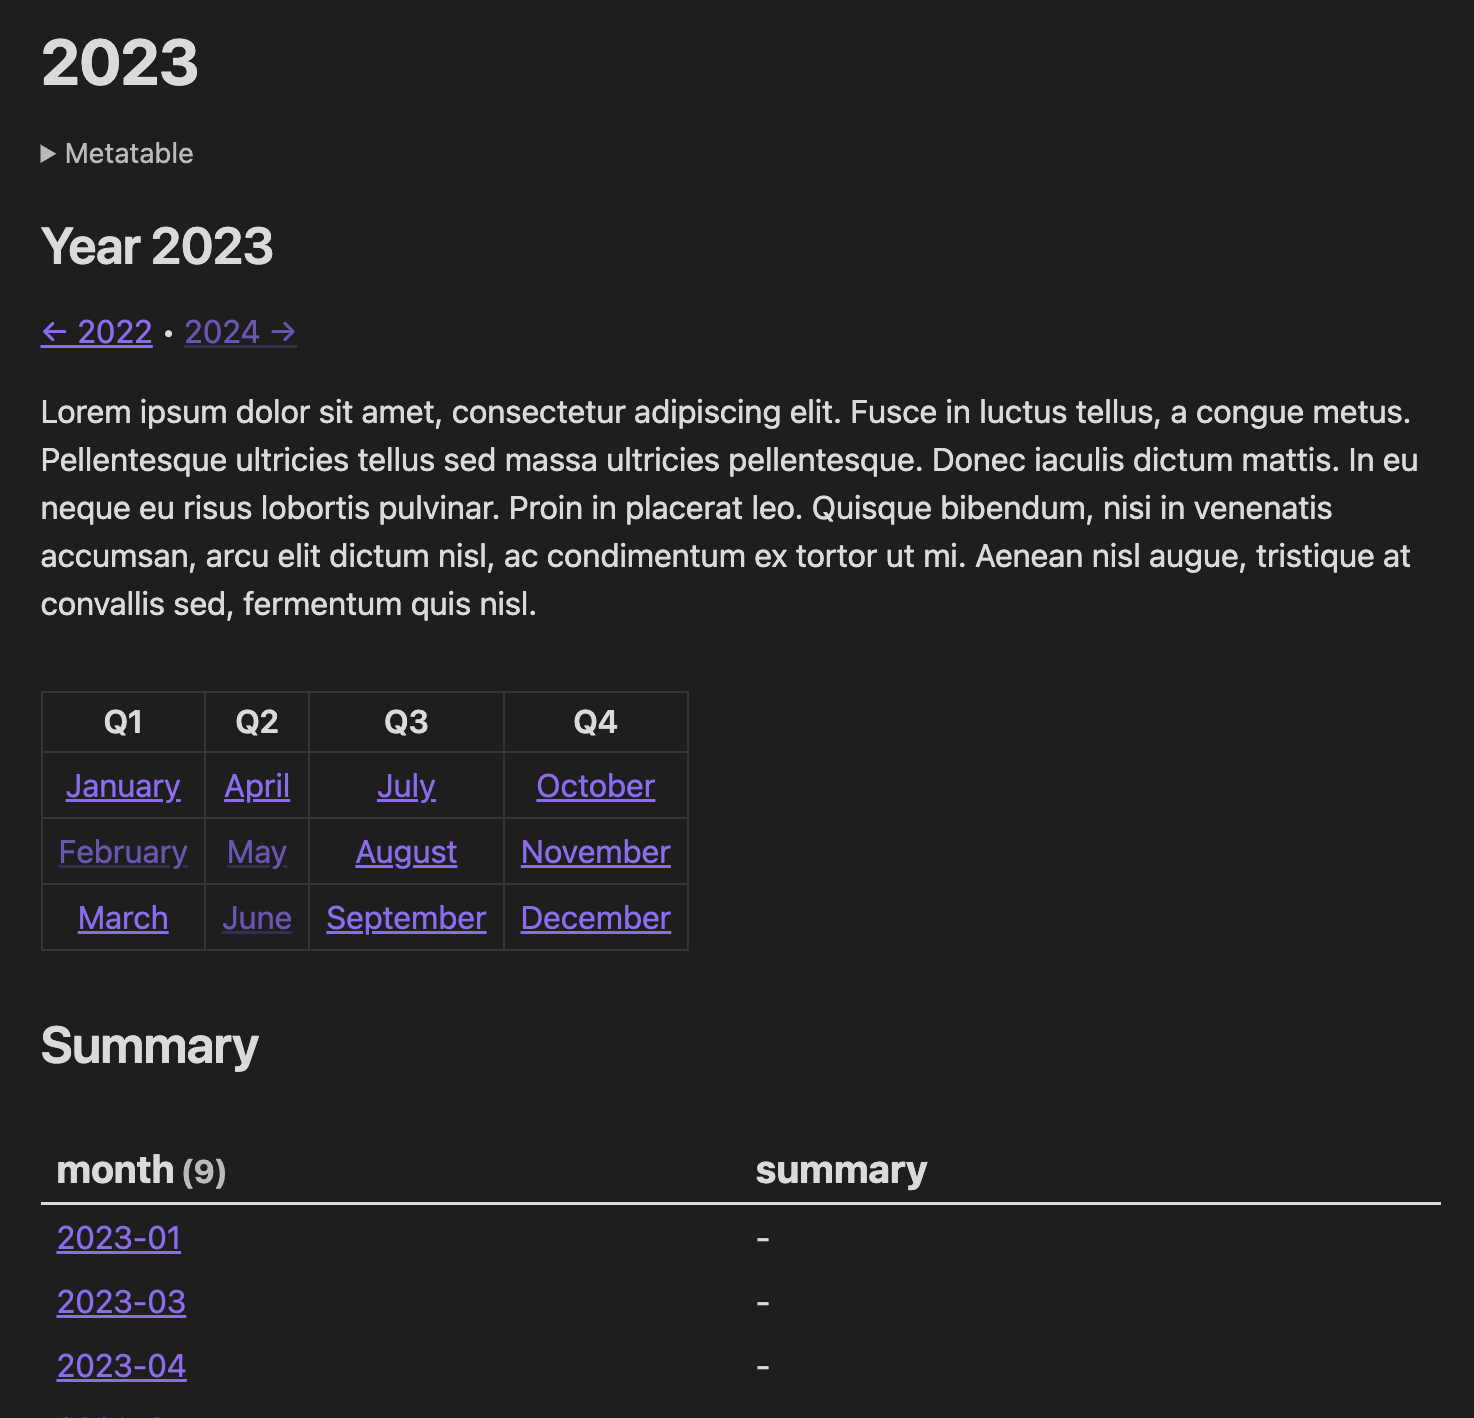 2023
▶ Metatable
Year 2023
← 2022 • 2024 →
Lorem ipsum dolor sit amet, consectetur adipiscing elit. Fusce in luctus tellus, a congue metus.
Pellentesque ultricies tellus sed massa ultricies pellentesque. Donec iaculis dictum mattis. In eu
neque eu risus lobortis pulvinar. Proin in placerat leo. Quisque bibendum, nisi in venenatis
accumsan, arcu elit dictum nisl, ac condimentum ex tortor ut mi. Aenean nisl augue, tristique at
convallis sed, fermentum quis nisl.
Q1 Q2 Q3 Q4
January April July October
February May August November
March June September December
Summary
month (9) summary
2023-01 -
2023-03 -
2023-04 -